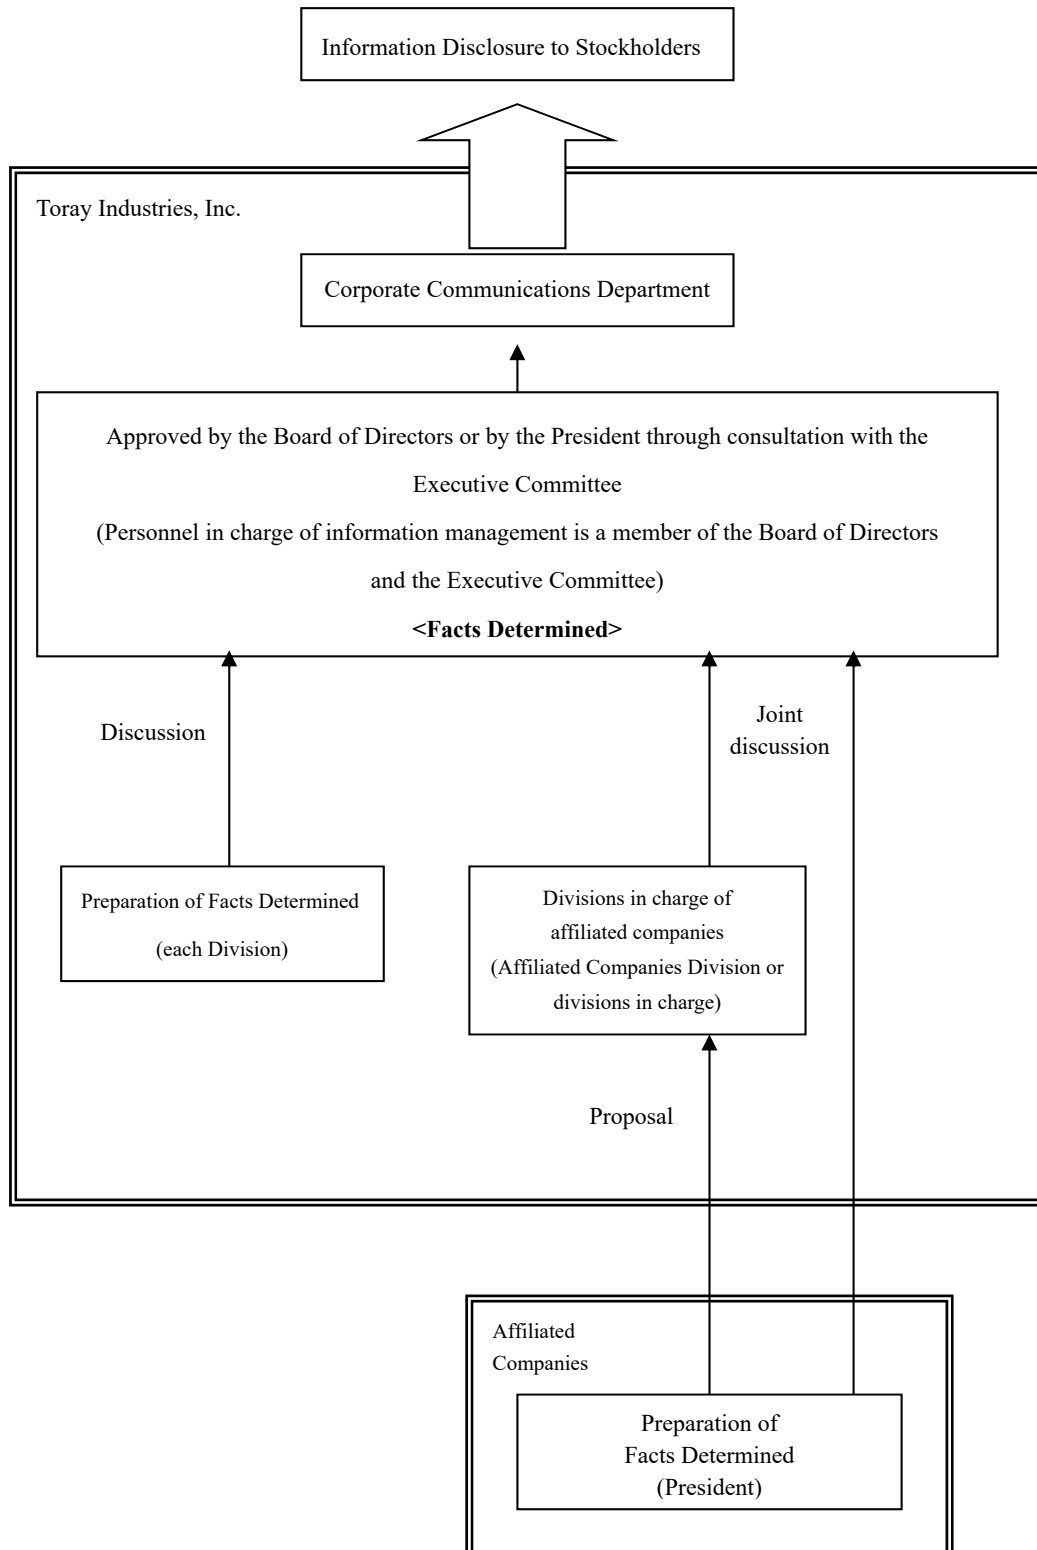 Information Disclosure to Stockholders
Toray Industries, Inc.
Corporate Communications Department
Approved by the Board of Directors or by the President through consultation with the
Executive Committee
(Personnel in charge of information management is a member of the Board of Directors
and the Executive Committee)
<Facts Determined>
Discussion
Joint
discussion
Preparation of Facts Determined
(each Division)
Divisions in charge of
affiliated companies
(Affiliated Companies Division or
divisions in charge)
Proposal
Affiliated
Companies
Preparation of
Facts Determined
(President)